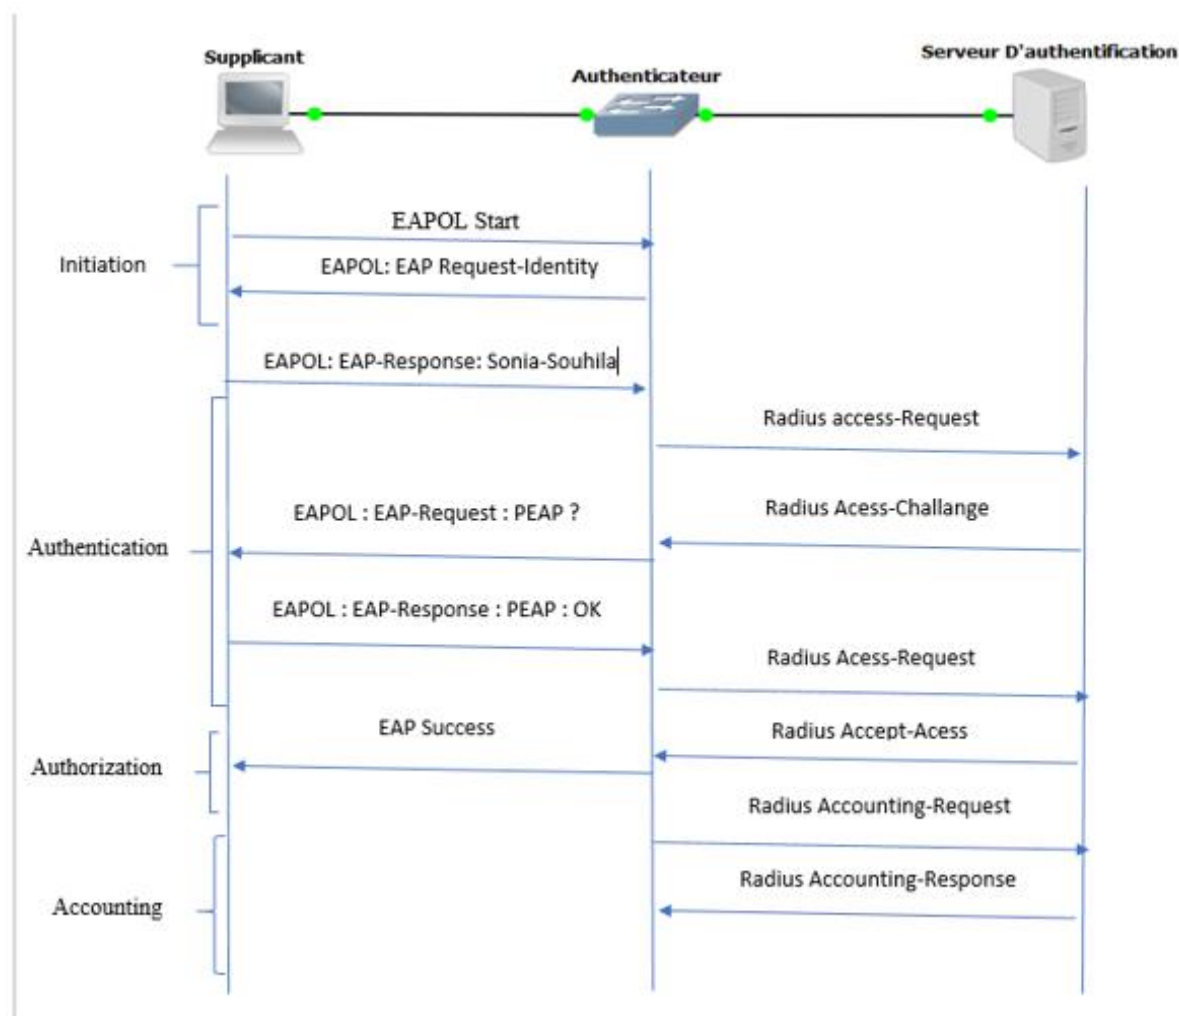 Supplicant
Authenticateur
Serveur D'authentification
EAPOL Start
Initiation
EAPOL: EAP Request-Identity
EAPOL: EAP-Response: Sonia-Souhila
Radius access-Request
Radius Acess-Challange
EAPOL : EAP-Request : PEAP ?
Authentication
EAPOL : EAP-Response : PEAP : OK
Radius Acess-Request
EAP Success
Radius Accept-Acess
Authorization
Radius Accounting-Request
Radius Accounting-Response
Accounting